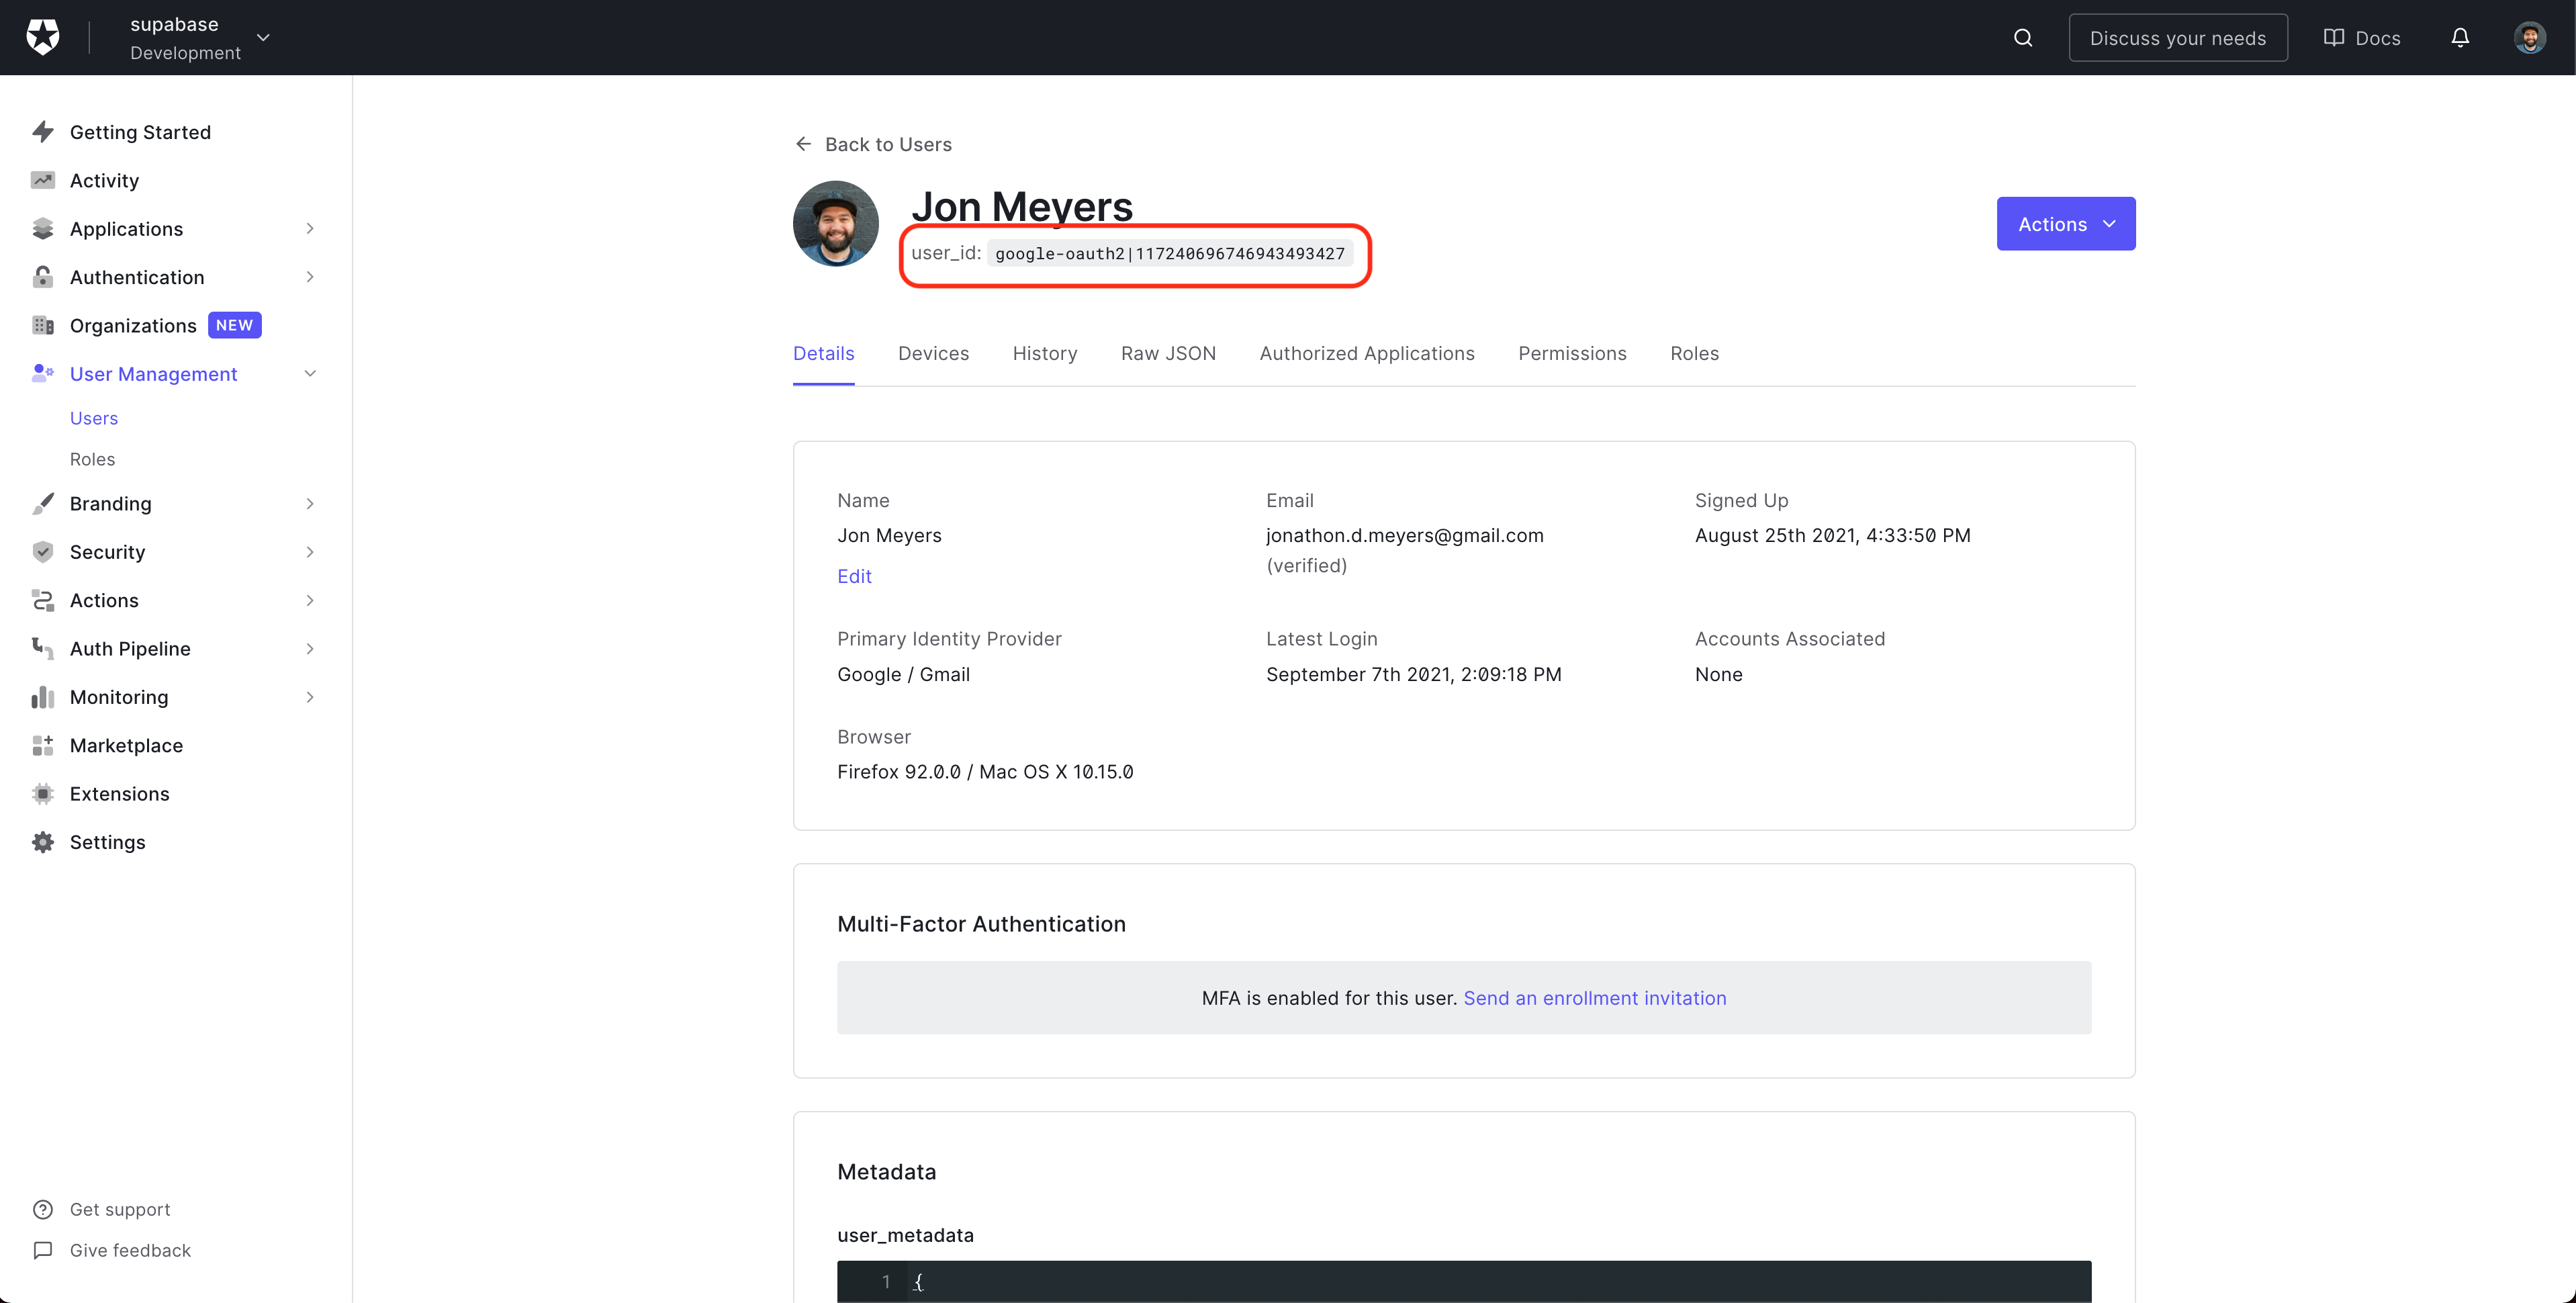 supabase
Development
Discuss your needs
Docs
Getting Started
Activity
Applications
Authentication
Organizations NEW
User Management
Users
Roles
Branding
Security
Actions
Auth Pipeline
Monitoring
Marketplace
Extensions
Settings
Get support
Give feedback
Back to Users
Jon Meyers
user_id: google-oauth2|117240696746943493427
Actions
Details Devices History Raw JSON Authorized Applications Permissions Roles
Name
Jon Meyers
Edit
Email
jonathon.d.meyers@gmail.com
(verified)
Signed Up
August 25th 2021, 4:33:50 PM
Primary Identity Provider
Google / Gmail
Latest Login
September 7th 2021, 2:09:18 PM
Accounts Associated
None
Browser
Firefox 92.0.0 / Mac OS X 10.15.0
Multi-Factor Authentication
MFA is enabled for this user. Send an enrollment invitation
Metadata
user_metadata
1 {